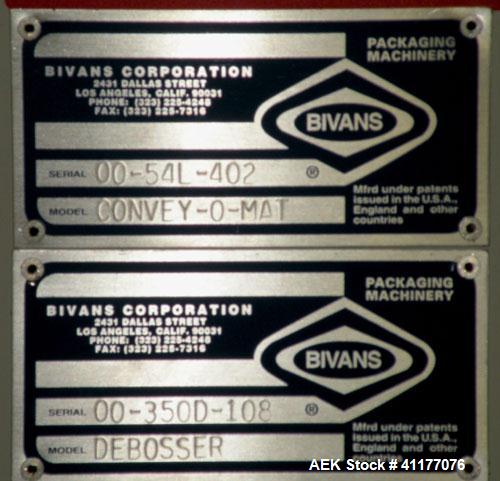 PACKAGING
MACHINERY
BIVANS CORPORATION
2431 DALLAS STREET
LOS ANGELES, CALIF. 90031
PHONE: (323) 225-4248
FAX: (323) 225-7316
BIVANS
SERIAL 00-54L-402 ®
MODEL CONVEY-O-MAT
Mfrd under patents
issued in the U.S.A.,
England and other
countries
PACKAGING
MACHINERY
BIVANS CORPORATION
2431 DALLAS STREET
LOS ANGELES, CALIF. 90031
PHONE: (323) 225-4248
FAX: (323) 225-7316
BIVANS
SERIAL 00-350D-108 ®
MODEL DEBOSSER
Mfrd under patents
issued in the U.S.A.,
England and other
countries
AEK Stock # 41177076